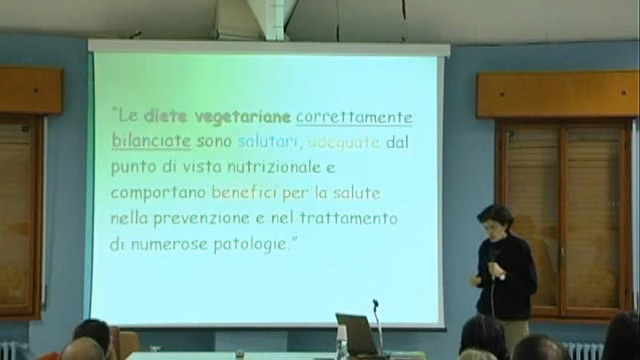 "Le diete vegetariane correttamente
bilanciate sono salutari, adeguate dal
punto di vista nutrizionale e
comportano benefici per la salute
nella prevenzione e nel trattamento
di numerose patologie."